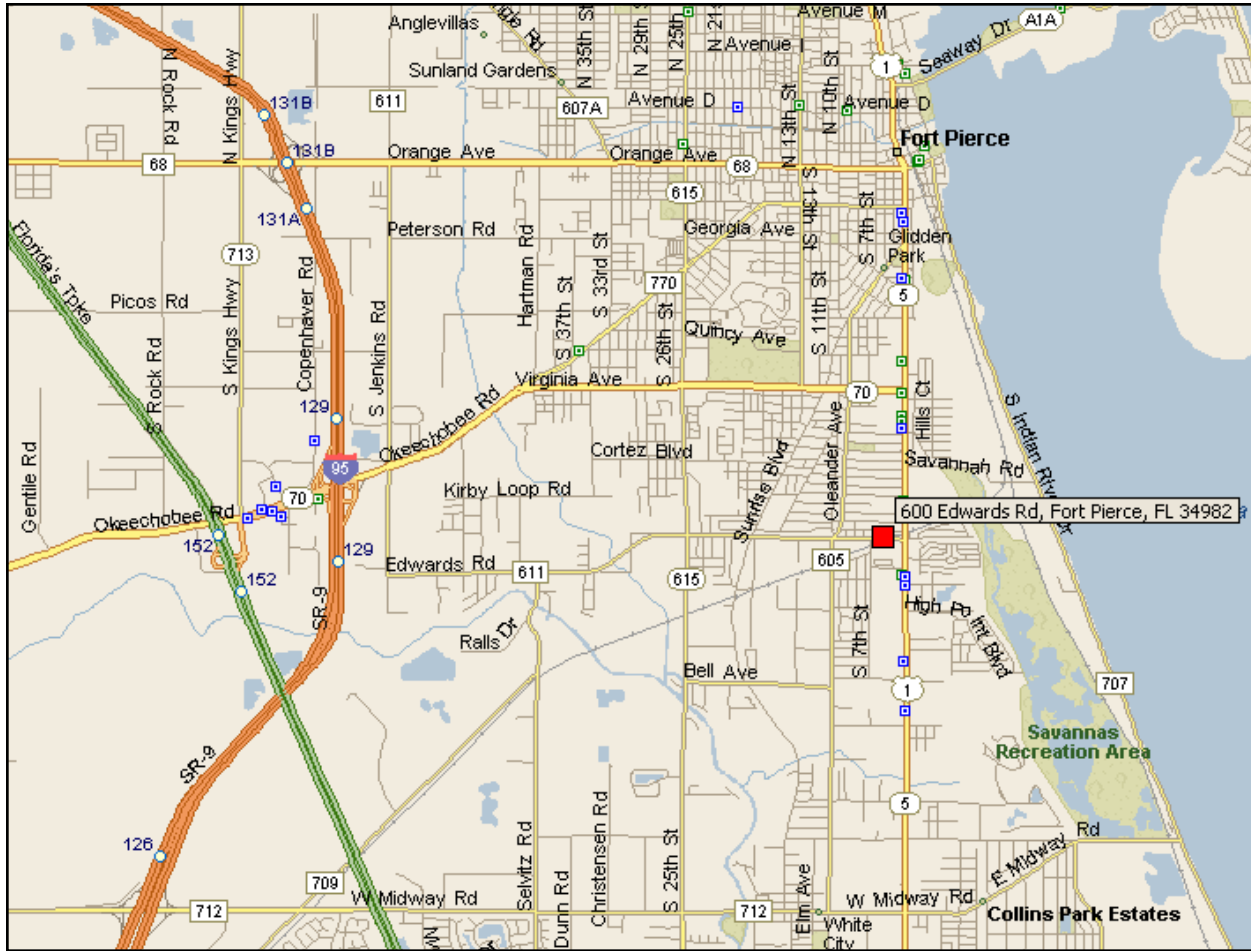 Anglevilles
Sunland Gardens
N 35th St
N 29th St
N 25th
Avenue M
Avenue I
A1A
Seaway Dr
1
N Rock Rd
N Kings Hwy
131B
611
607A
Avenue D
N 13th St
N 10th St
Avenue D
Fort Pierce
131B
68
Orange Ave
Orange Ave
68
131A
615
S 13th St
S 7th St
Peterson Rd
Georgia Ave
Glidden
Park
Florida's Tpke
713
Copenhaver Rd
Hartman Rd
S 33rd St
770
5
Picos Rd
S Kings Hwy
S Jenkins Rd
S 37th St
S 26th St
Quincy Ave
S 11th St
S Rock Rd
Virginia Ave
70
Hills Ct
S Indian River
129
Okeechobee Rd
Cortez Blvd
Sunrise Blvd
Oleander Ave
Savannah Rd
Gentile Rd
95
70
Kirby Loop Rd
Okeechobee Rd
600 Edwards Rd, Fort Pierce, FL 34982
152
129
Edwards Rd
611
615
605
152
SR-9
High Point Blvd
Ralls Dr
S 7th St
Bell Ave
1
707
Savannas
Recreation Area
SR-9
5
126
Selvitz Rd
Christensen Rd
S 25th St
Rd
E Midway
709
W Midway Rd
Dunn Rd
Elm Ave
W Midway Rd
712
712
White
City
Collins Park Estates